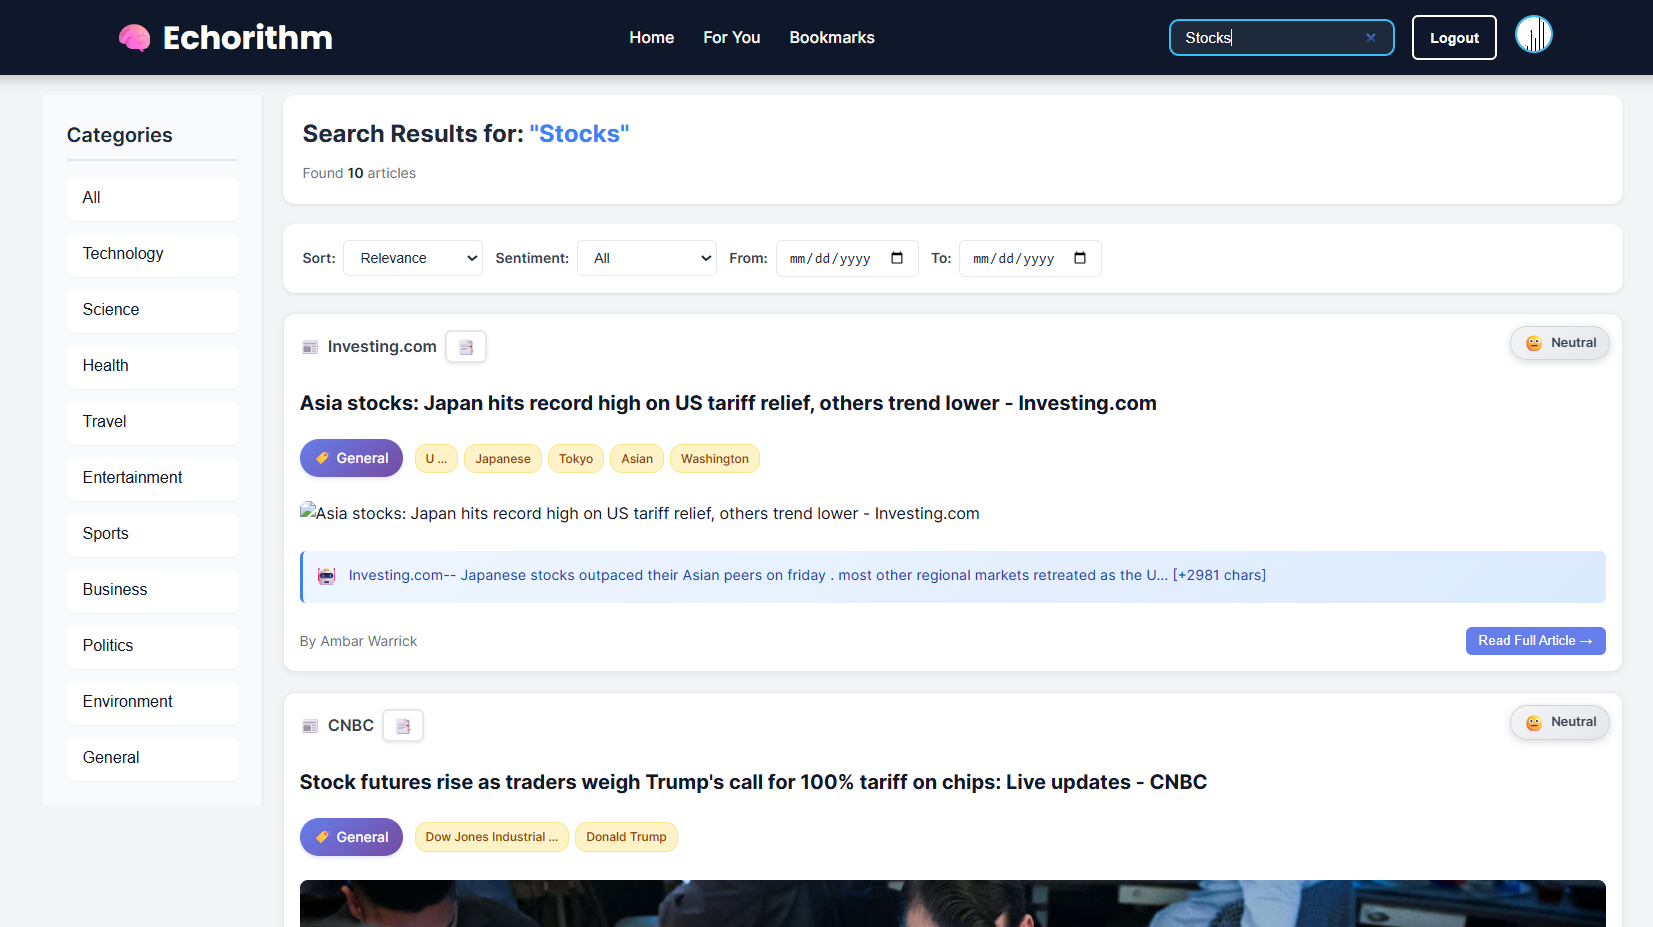 Echorithm
Home For You Bookmarks
Stocks
Logout
Categories
All
Technology
Science
Health
Travel
Entertainment
Sports
Business
Politics
Environment
General
Search Results for: "Stocks"
Found 10 articles
Sort: Relevance Sentiment: All From: mm/dd/yyyy To: mm/dd/yyyy
Investing.com
Neutral
Asia stocks: Japan hits record high on US tariff relief, others trend lower - Investing.com
General U ... Japanese Tokyo Asian Washington
Asia stocks: Japan hits record high on US tariff relief, others trend lower - Investing.com
Investing.com-- Japanese stocks outpaced their Asian peers on friday . most other regional markets retreated as the U... [+2981 chars]
By Ambar Warrick
Read Full Article →
CNBC
Neutral
Stock futures rise as traders weigh Trump's call for 100% tariff on chips: Live updates - CNBC
General Dow Jones Industrial ... Donald Trump